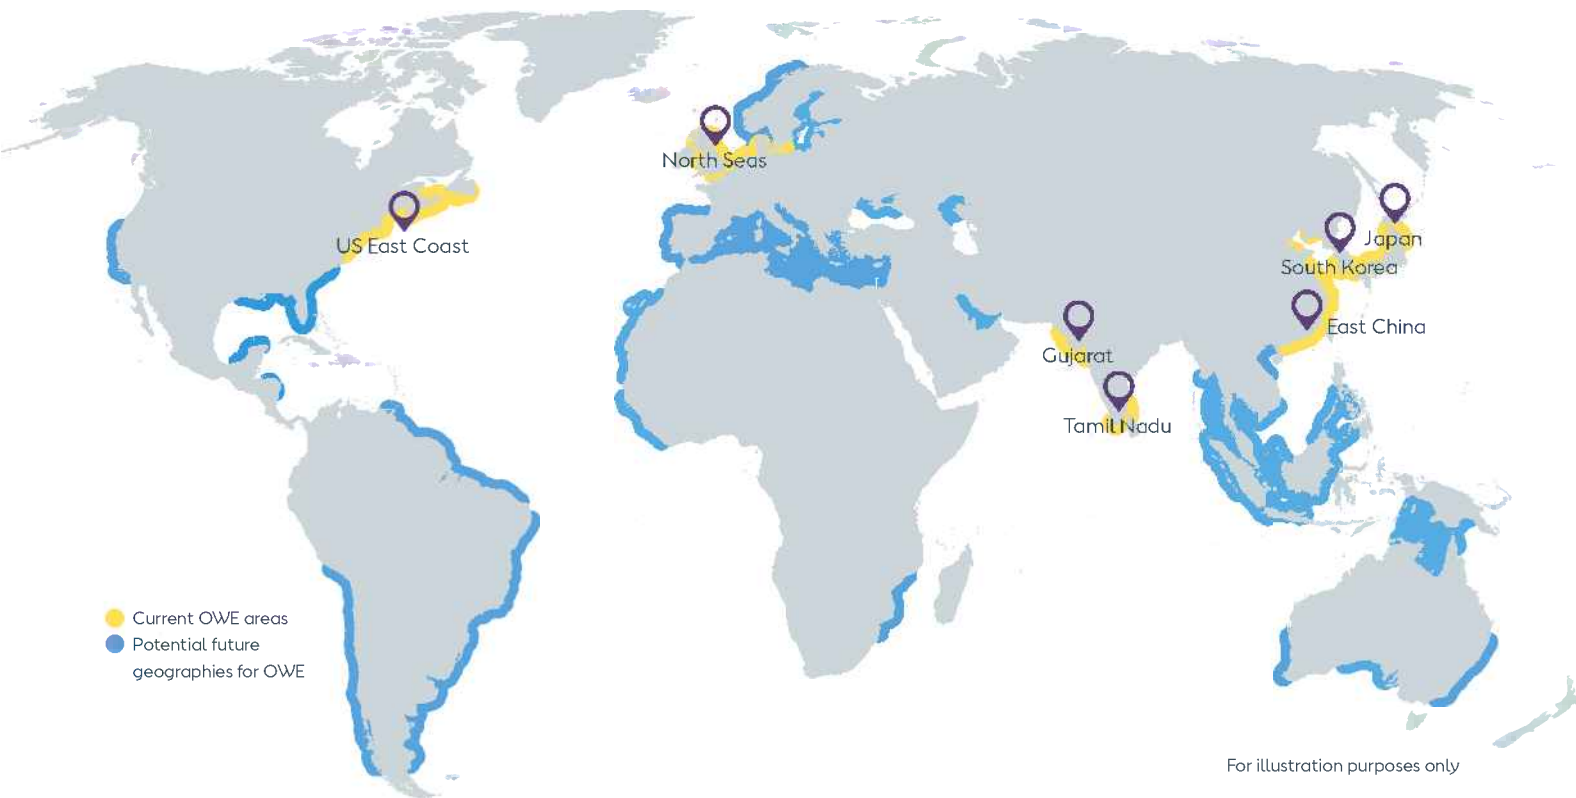 North Seas
US East Coast
Japan
South Korea
East China
Gujarat
Tamil Nadu
Current OWE areas
Potential future
geographies for OWE
For illustration purposes only